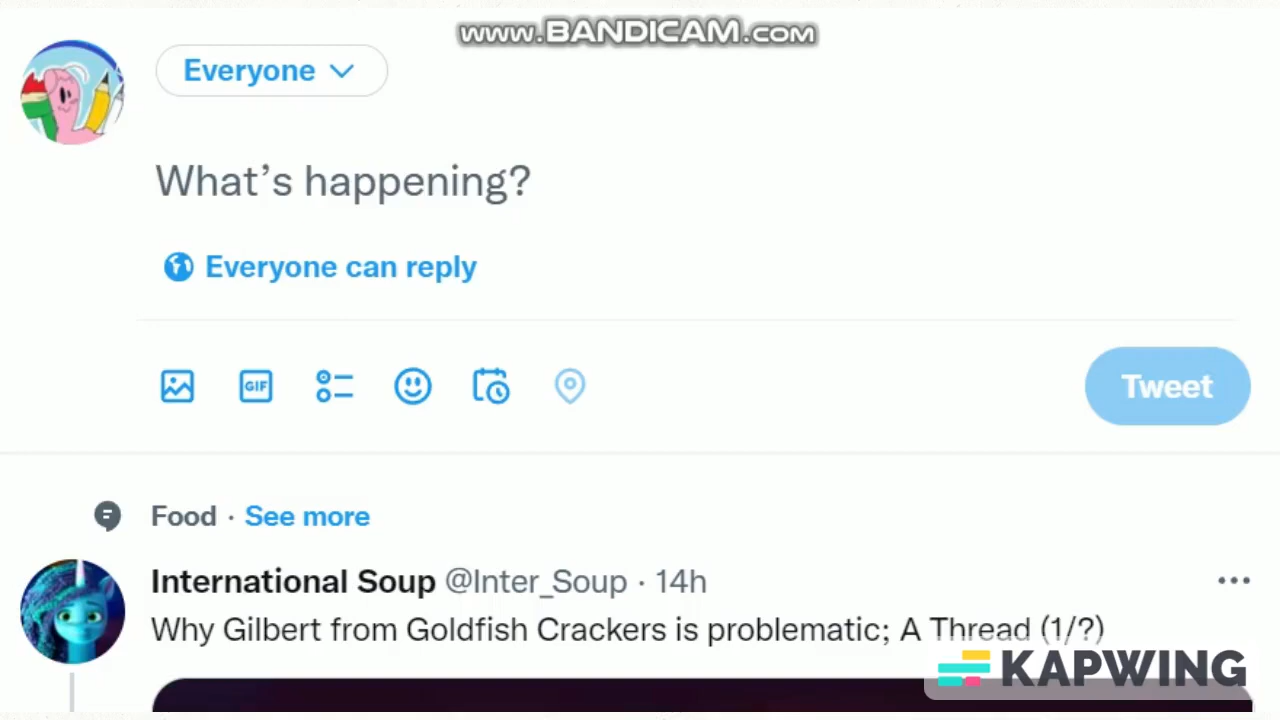 www.BANDICAM.com
Everyone
What's happening?
Everyone can reply
GIF
Tweet
Food · See more
International Soup @Inter_Soup · 14h
Why Gilbert from Goldfish Crackers is problematic; A Thread (1/?)
KAPWING